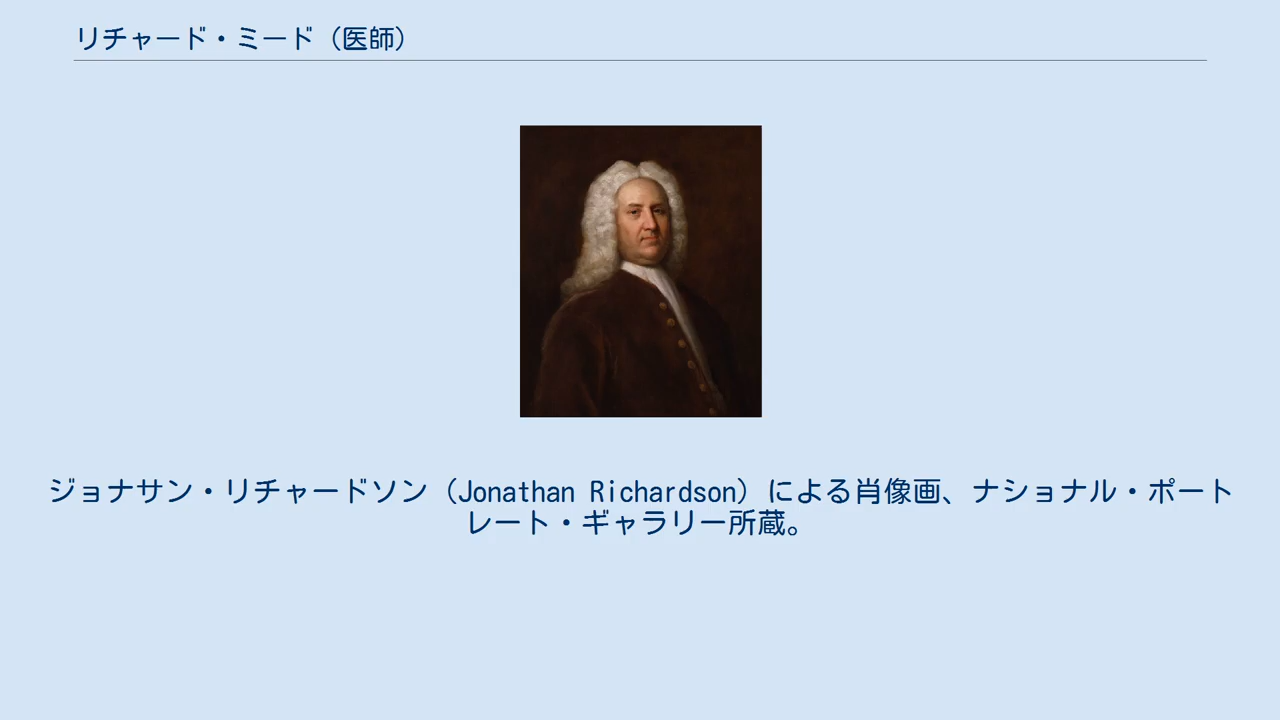 リチャード・ミード（医師）
ジョナサン・リチャードソン（Jonathan Richardson）による肖像画、ナショナル・ポート
レート・ギャラリー所蔵。